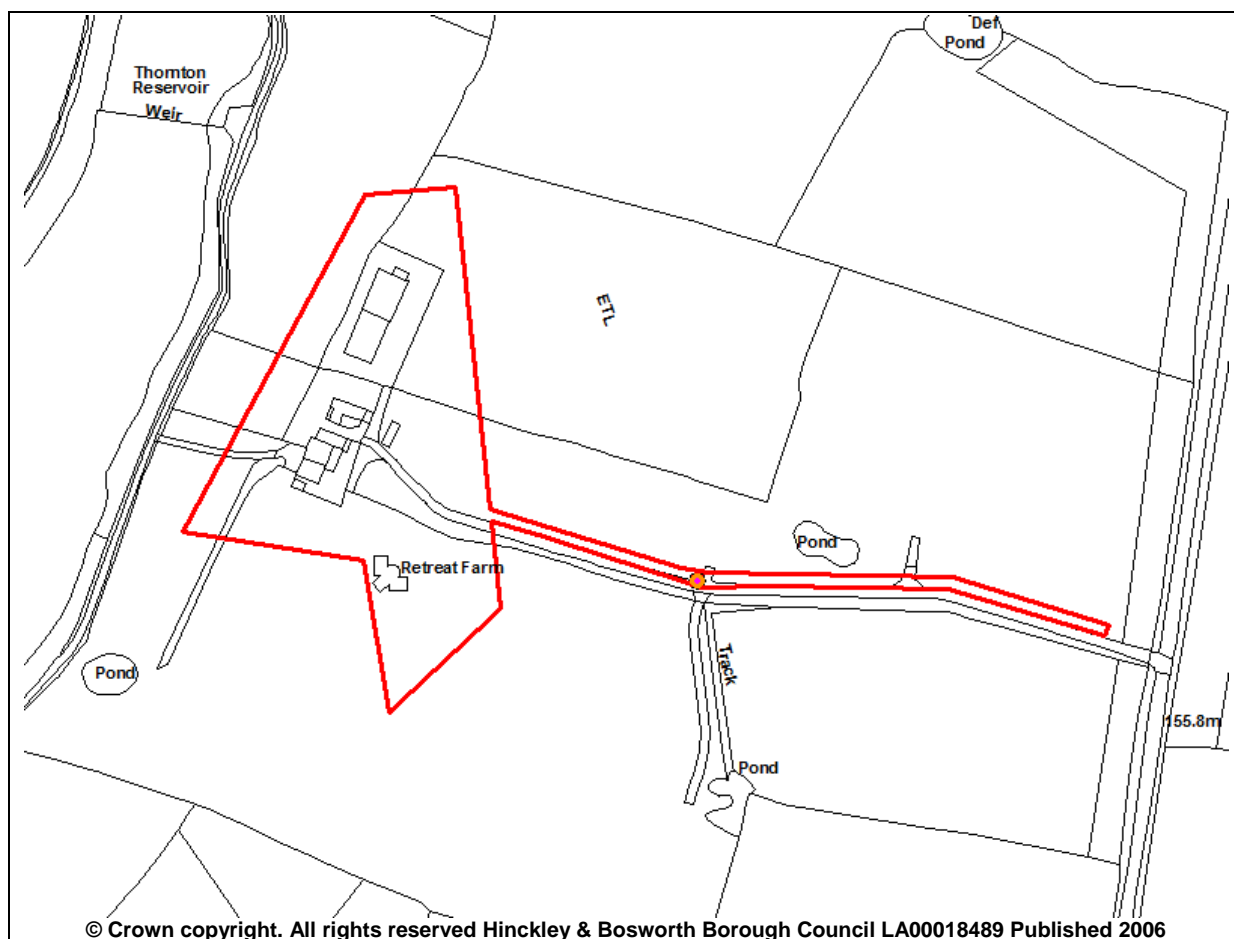 Def
Pond
Thornton
Reservoir
Weir
ETL
Pond
Retreat Farm
Track
Pond
155.8m
Pond
© Crown copyright. All rights reserved Hinckley & Bosworth Borough Council LA00018489 Published 2006